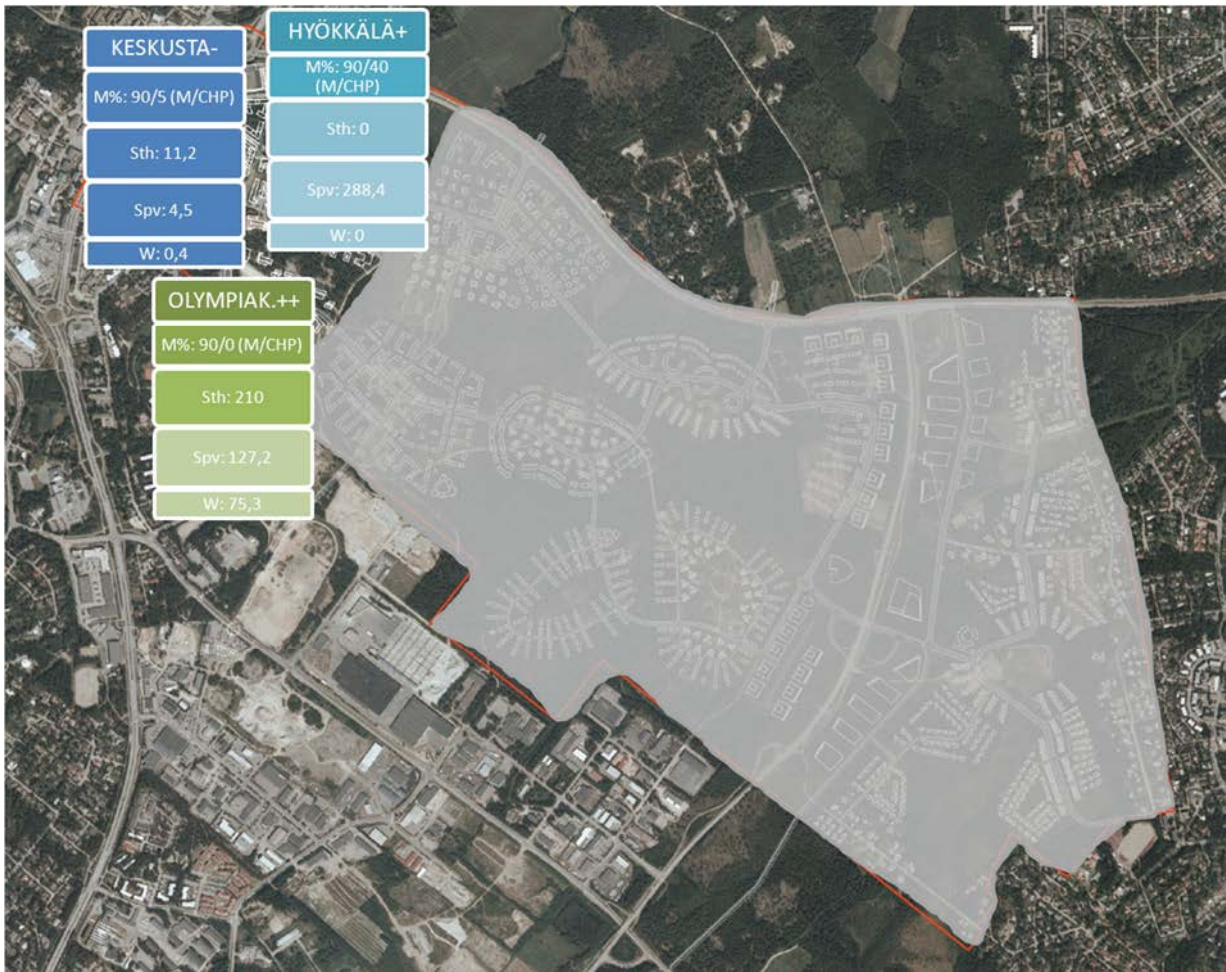 KESKUSTA-
M%: 90/5 (M/CHP)
Sth: 11,2
Spv: 4,5
W: 0,4
HYÖKKÄLÄ+
M%: 90/40
(M/CHP)
Sth: 0
Spv: 288,4
W: 0
OLYMPIAK.++
M%: 90/0 (M/CHP)
Sth: 210
Spv: 127,2
W: 75,3